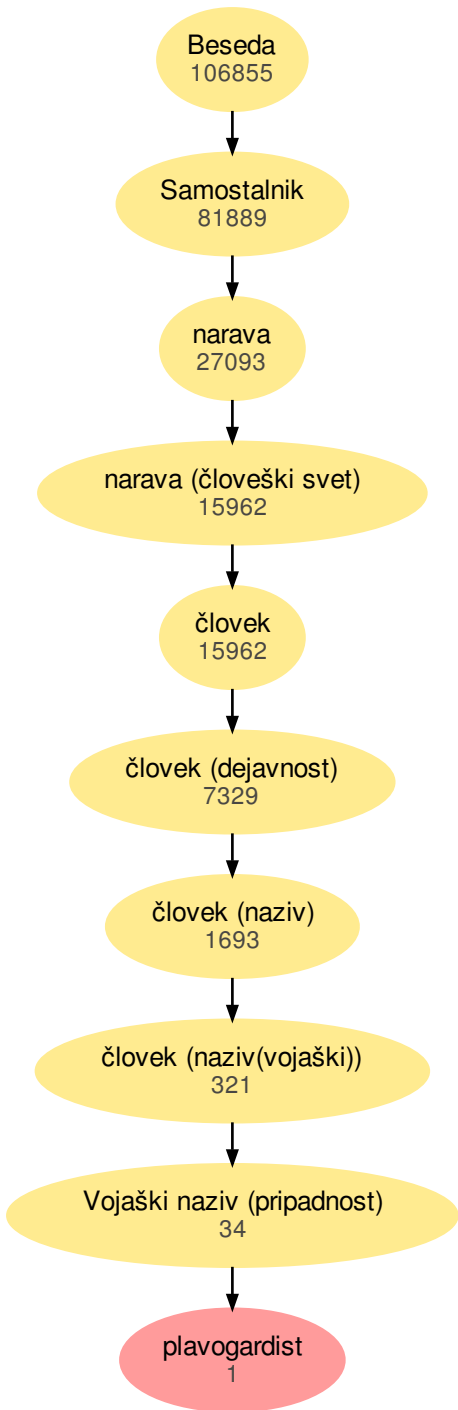 Beseda
106855
Samostalnik
81889
narava
27093
narava (človeški svet)
15962
človek
15962
človek (dejavnost)
7329
človek (naziv)
1693
človek (naziv(vojaški))
321
Vojaški naziv (pripadnost)
34
plavogardist
1